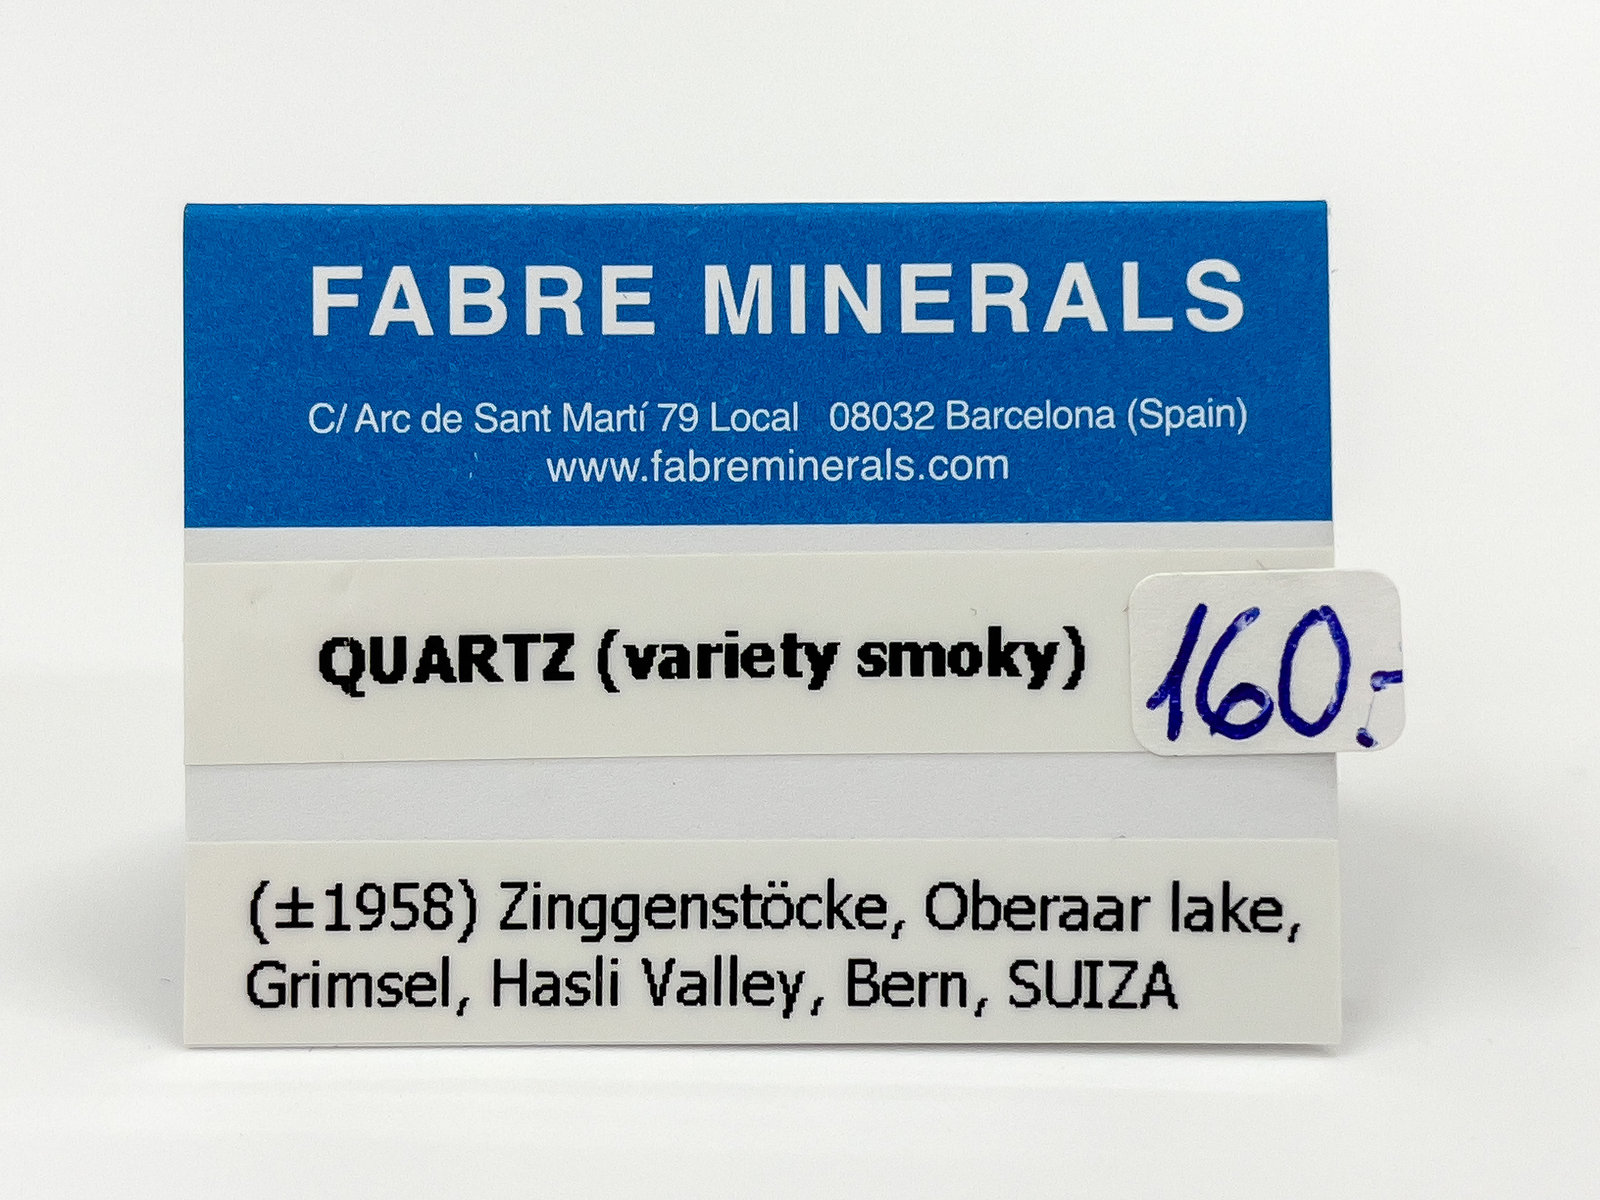 FABRE MINERALS
C/ Arc de Sant Martí 79 Local 08032 Barcelona (Spain)
www.fabreminerals.com
QUARTZ (variety smoky)
160.-
(±1958) Zinggenstöcke, Oberaar lake,
Grimsel, Hasli Valley, Bern, SUIZA